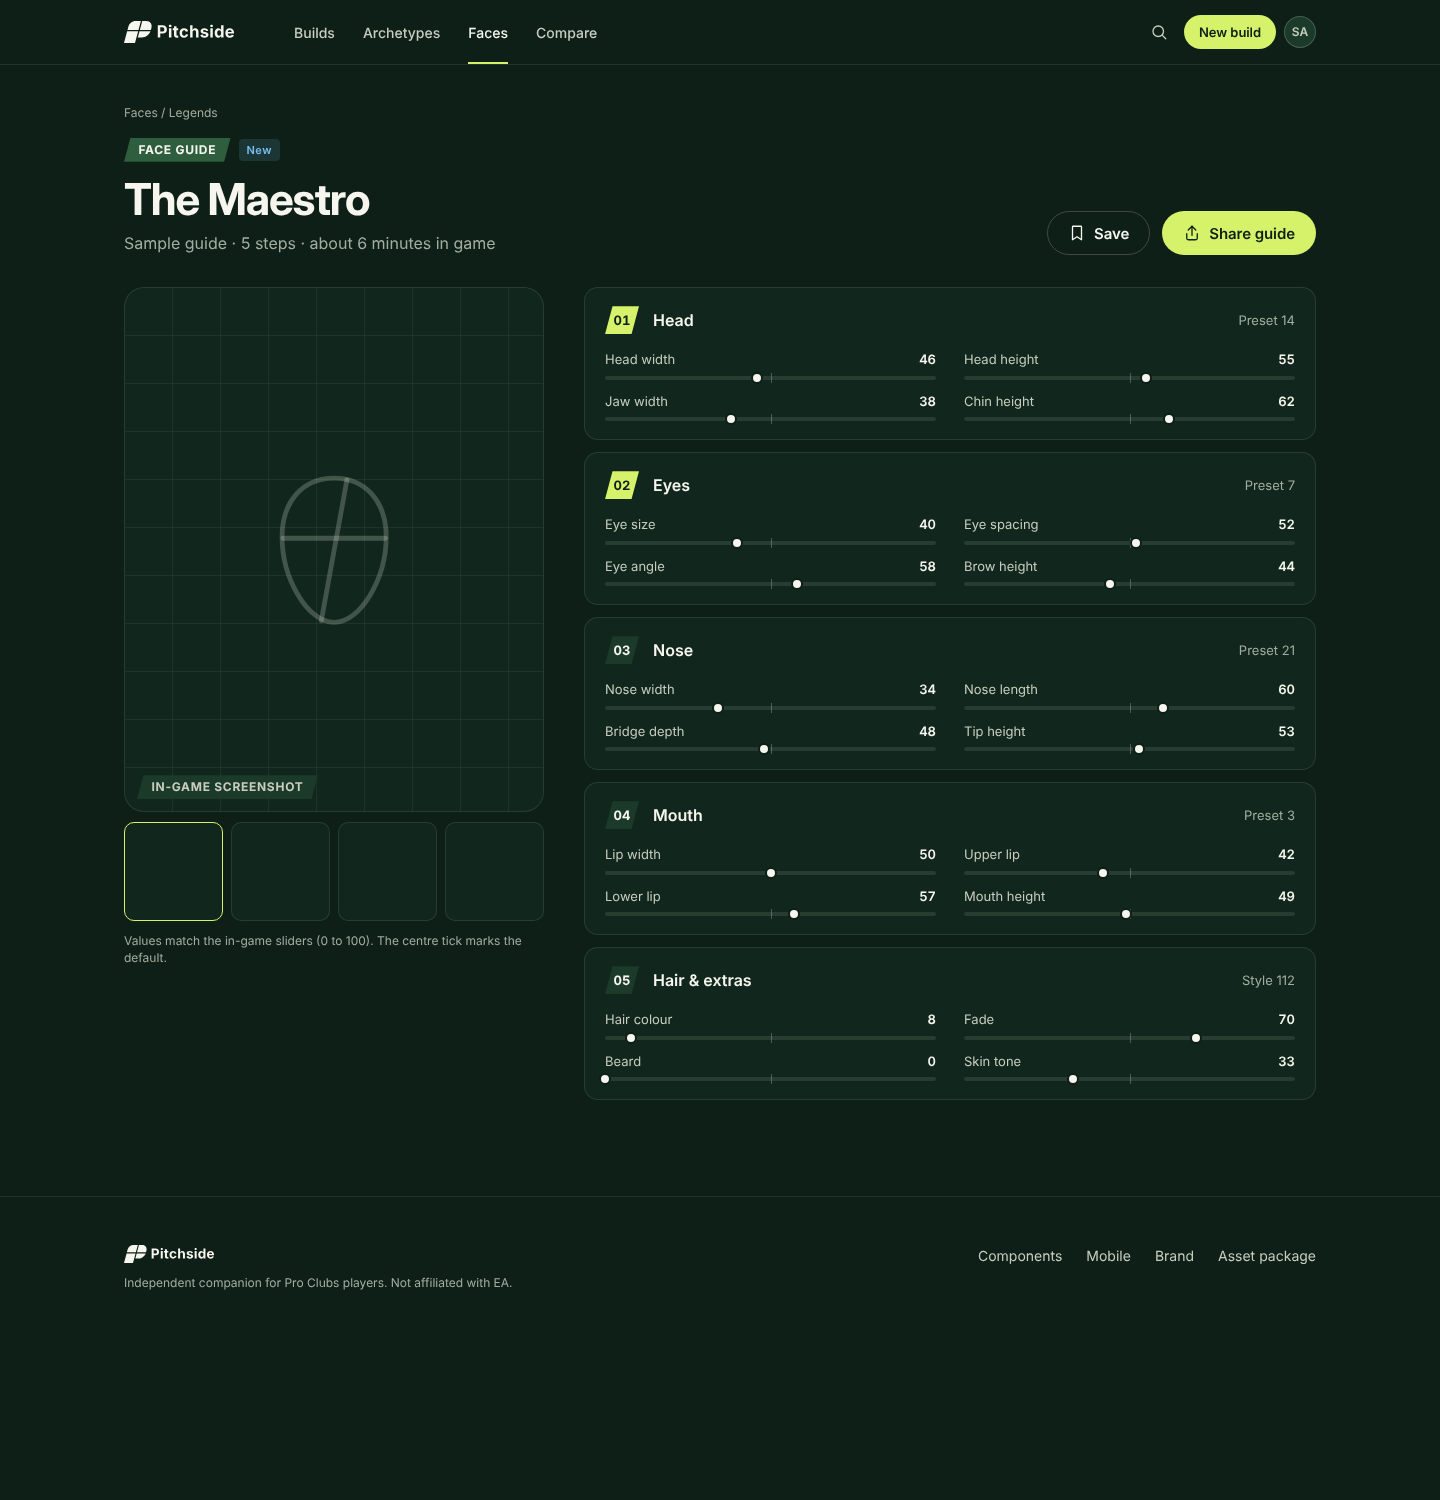 Pitchside
Builds
Archetypes
Faces
Compare
New build
SA
Faces / Legends
FACE GUIDE
New
The Maestro
Sample guide · 5 steps · about 6 minutes in game
Save
Share guide
IN-GAME SCREENSHOT
Values match the in-game sliders (0 to 100). The centre tick marks the
default.
01 Head Preset 14
Head width 46
Head height 55
Jaw width 38
Chin height 62
02 Eyes Preset 7
Eye size 40
Eye spacing 52
Eye angle 58
Brow height 44
03 Nose Preset 21
Nose width 34
Nose length 60
Bridge depth 48
Tip height 53
04 Mouth Preset 3
Lip width 50
Upper lip 42
Lower lip 57
Mouth height 49
05 Hair & extras Style 112
Hair colour 8
Fade 70
Beard 0
Skin tone 33
Pitchside
Independent companion for Pro Clubs players. Not affiliated with EA.
Components
Mobile
Brand
Asset package